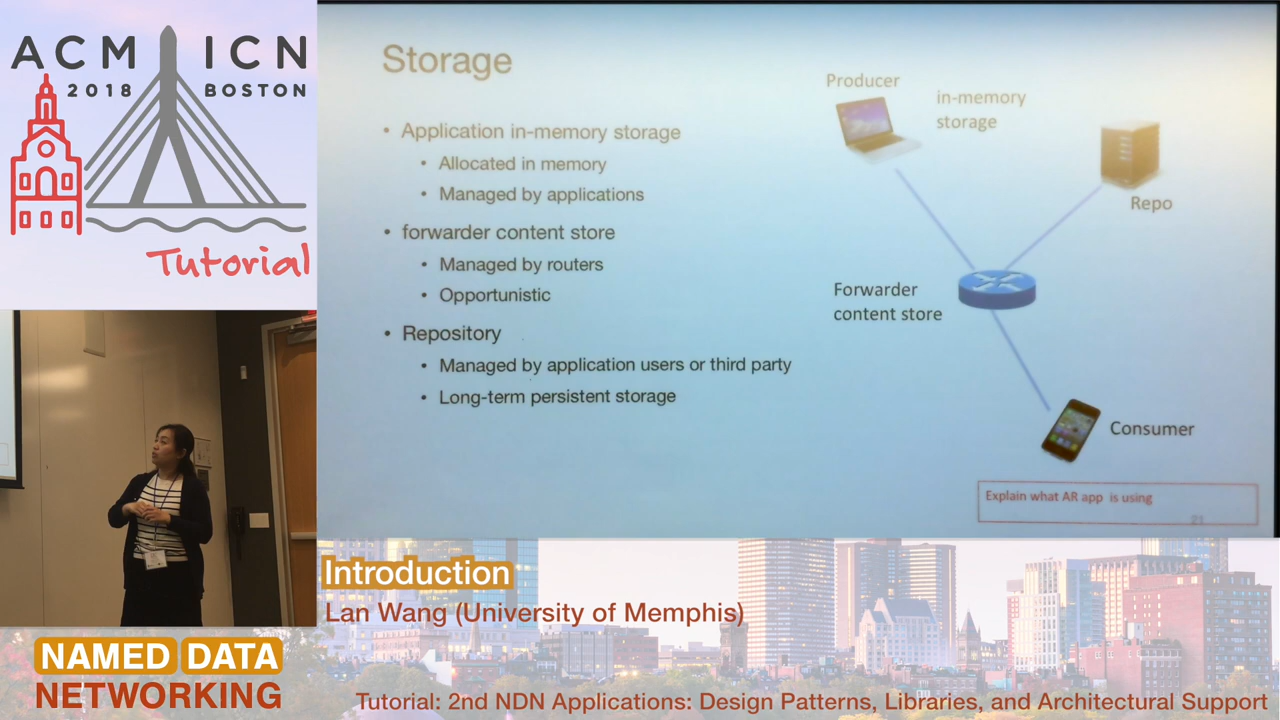 ACM ICN
2018 BOSTON
Tutorial
Storage
• Application in-memory storage
• Allocated in memory
• Managed by applications
• forwarder content store
• Managed by routers
• Opportunistic
• Repository
• Managed by application users or third party
• Long-term persistent storage
Producer
in-memory
storage
Repo
Forwarder
content store
Consumer
Explain what AR app is using
21
Introduction
Lan Wang (University of Memphis)
NAMED DATA
NETWORKING
Tutorial: 2nd NDN Applications: Design Patterns, Libraries, and Architectural Support